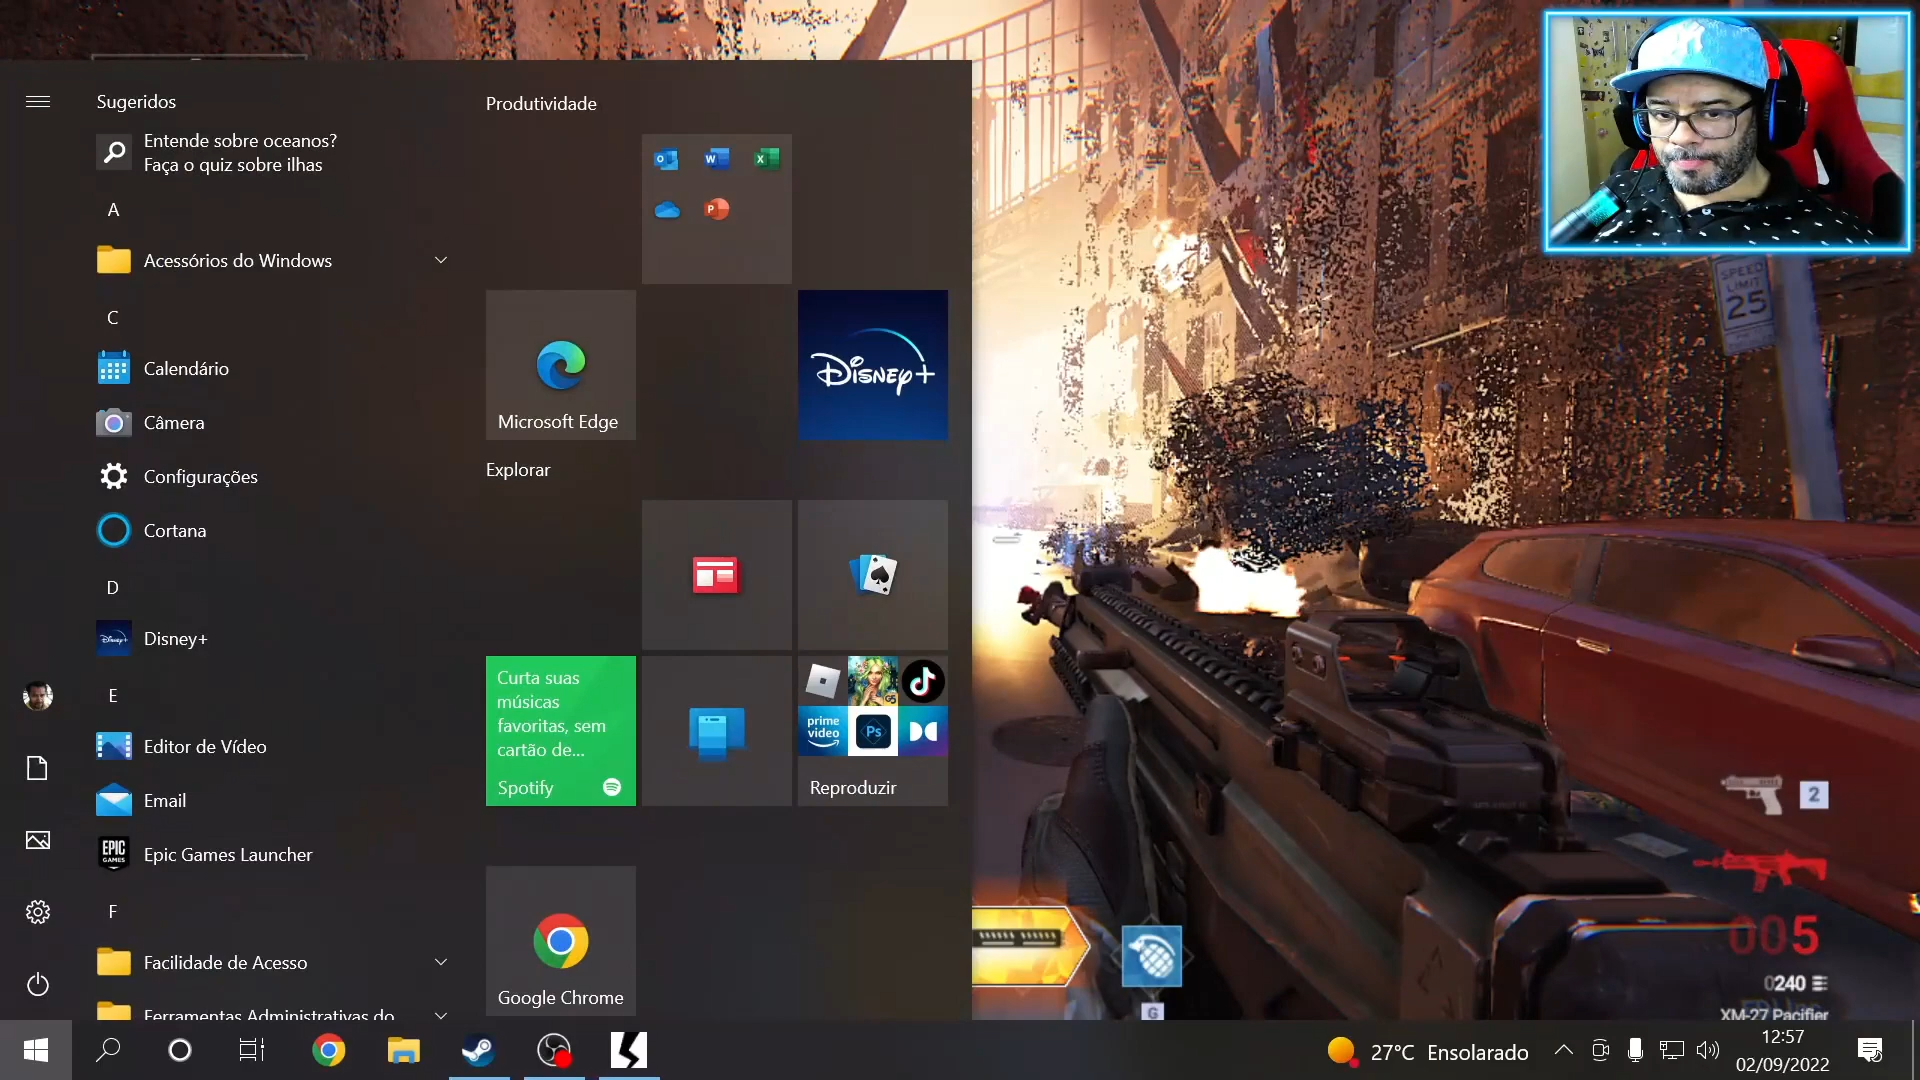 Sugeridos
Entende sobre oceanos?
Faça o quiz sobre ilhas
A
Acessórios do Windows
C
Calendário
Câmera
Configurações
Cortana
D
Disney+
E
Editor de Vídeo
Email
EPIC
GAMES
Epic Games Launcher
F
Facilidade de Acesso
Ferramentas Administrativas do
Produtividade
Microsoft Edge
Disney+
Explorar
Curta suas
músicas
favoritas, sem
cartão de...
Spotify
prime
video
Ps
Reproduzir
Google Chrome
SPEED
LIMIT
25
2
005
0240
XM-27 Pacifier
G
27°C Ensolarado
12:57
02/09/2022